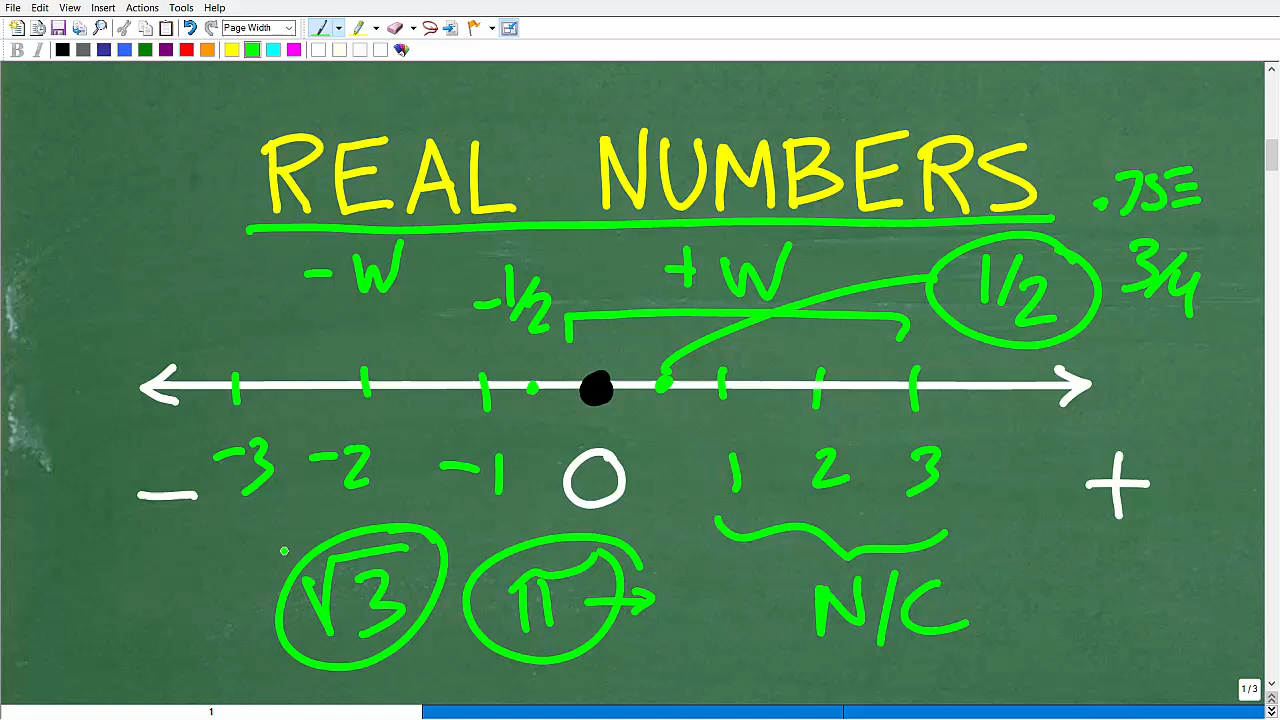 File Edit View Insert Actions Tools Help
Page Width
B I
REAL NUMBERS
.75=
3/4
-W +W 1/2
-1/2
-3 -2 -1 0 1 2 3
- +
√3 π N/C
1/3
1